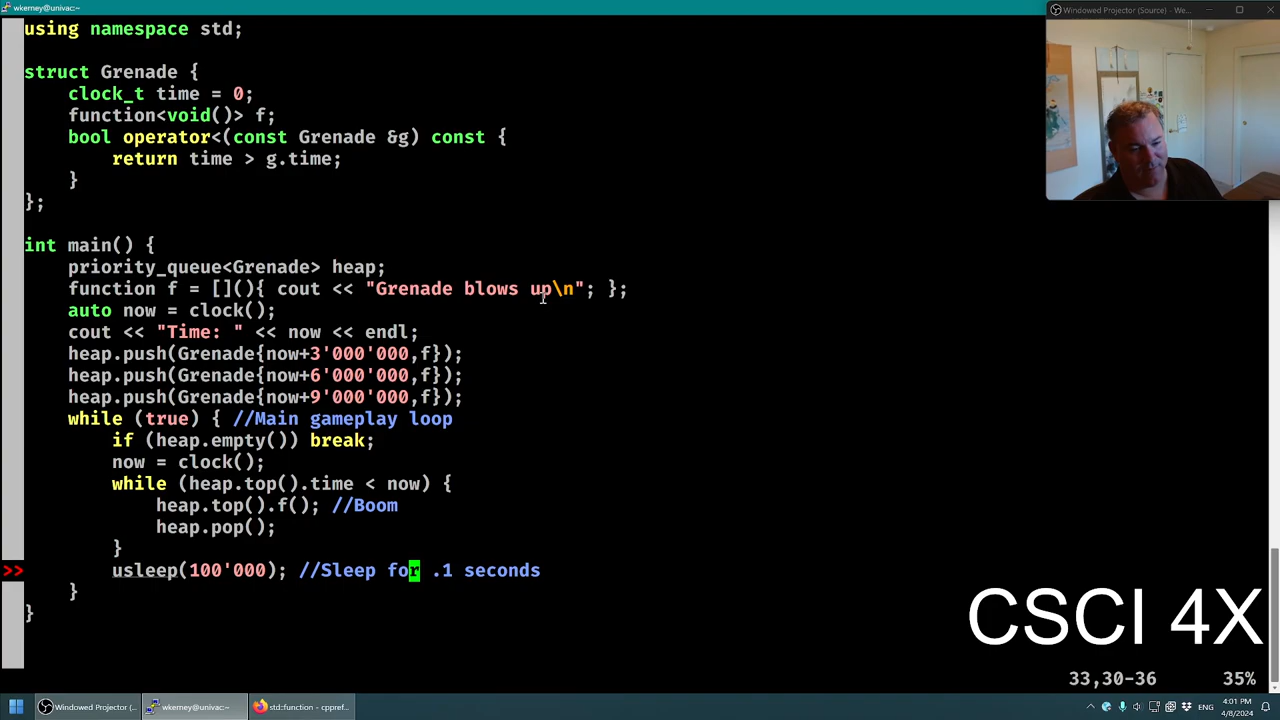 wkerney@univac:~
Windowed Projector (Source) - We...
using namespace std;
struct Grenade {
    clock_t time = 0;
    function<void()> f;
    bool operator<(const Grenade &g) const {
        return time > g.time;
    }
};
int main() {
    priority_queue<Grenade> heap;
    function f = [](){ cout << "Grenade blows up\n"; };
    auto now = clock();
    cout << "Time: " << now << endl;
    heap.push(Grenade{now+3'000'000,f});
    heap.push(Grenade{now+6'000'000,f});
    heap.push(Grenade{now+9'000'000,f});
    while (true) { //Main gameplay loop
        if (heap.empty()) break;
        now = clock();
        while (heap.top().time < now) {
            heap.top().f(); //Boom
            heap.pop();
        }
>>      usleep(100'000); //Sleep for .1 seconds
    }
}
CSCI 4X
33,30-36 35%
Windowed Projector (... wkerney@univac:~ std::function - cppref... ENG 4:01 PM
4/8/2024